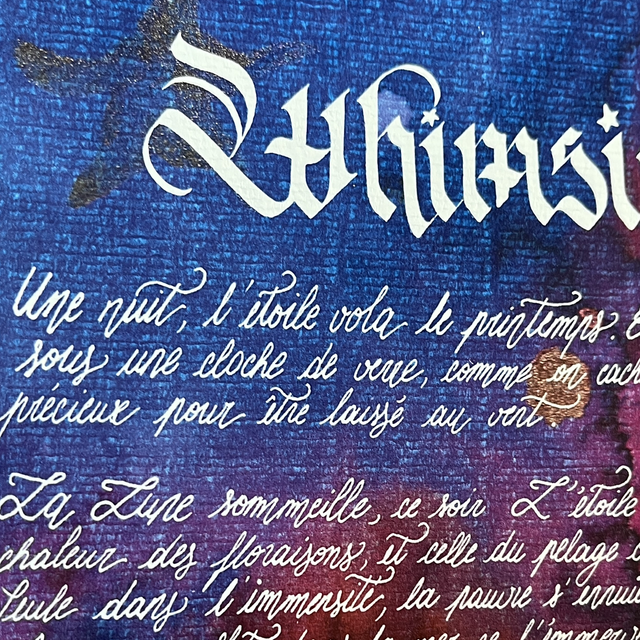 Whimsi
Une nuit, l'étoile vola le printemps.
sous une cloche de verre, comme on cach
précieux pour être laissé au vent.
La Lune sommeille, ce soir L'étoile
chaleur des floraisons, et celle du pelage
seule dans l'immensité, la pauvre s'ennui